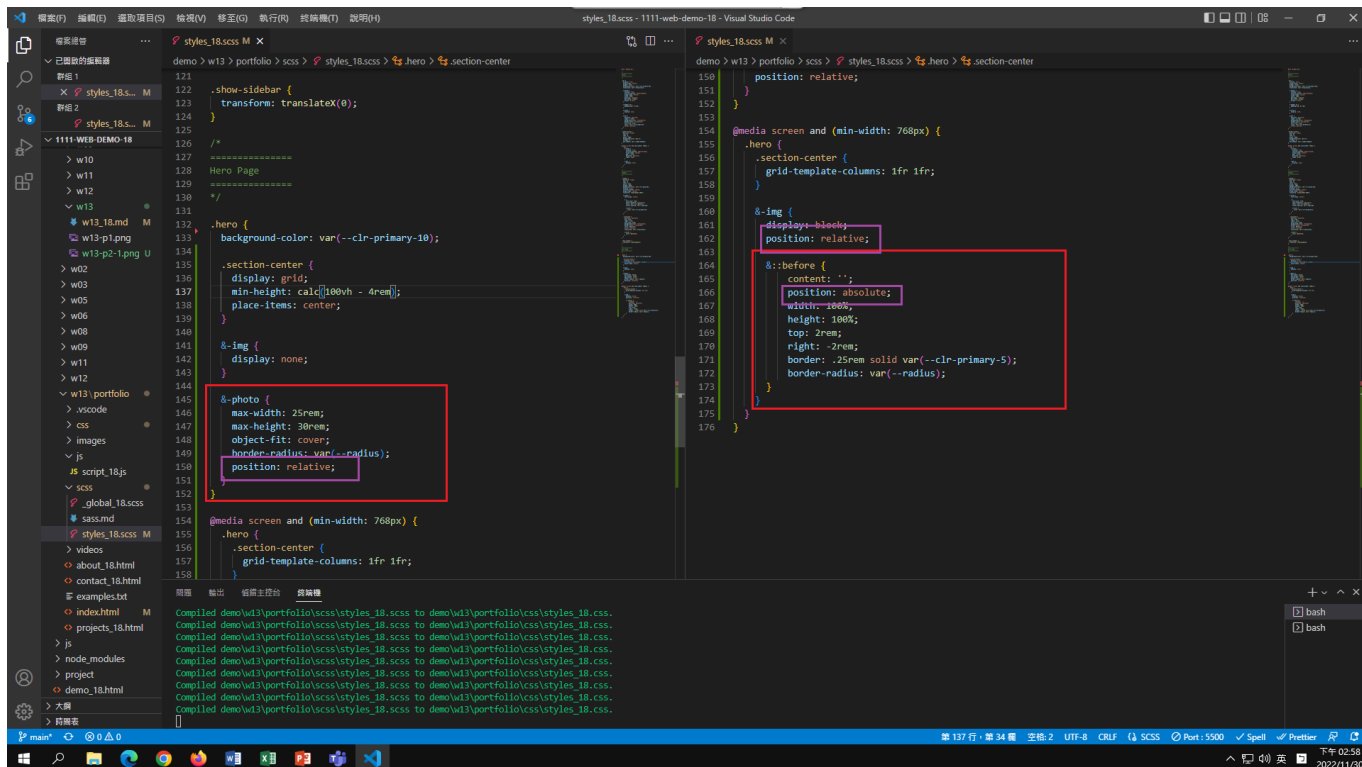 檔案(F) 編輯(E) 選取項目(S) 檢視(V) 移至(G) 執行(R) 終端機(T) 說明(H)
styles_18.scss - 1111-web-demo-18 - Visual Studio Code
檔案總管
已開啟的編輯器
群組 1
styles_18.s... M
群組 2
styles_18.s... M
1111-WEB-DEMO-18
w10
w11
w12
w13
w13_18.md M
w13-p1.png
w13-p2-1.png U
w02
w03
w05
w06
w08
w09
w11
w12
w13\portfolio
.vscode
css
images
js
JS script_18.js
scss
_global_18.scss
sass.md
styles_18.scss M
videos
about_18.html
contact_18.html
examples.txt
index.html M
projects_18.html
js
node_modules
project
demo_18.html
大綱
時間表
styles_18.scss M
demo > w13 > portfolio > scss > styles_18.scss > .hero > .section-center
121
122 .show-sidebar {
123 transform: translateX(0);
124 }
125
126 /*
127 ===============
128 Hero Page
129 ===============
130 */
131
132 .hero {
133 background-color: var(--clr-primary-10);
134
135 .section-center {
136 display: grid;
137 min-height: calc(100vh - 4rem);
138 place-items: center;
139 }
140
141 &-img {
142 display: none;
143 }
144
145 &-photo {
146 max-width: 25rem;
147 max-height: 30rem;
148 object-fit: cover;
149 border-radius: var(--radius);
150 position: relative;
151 }
152 }
153
154 @media screen and (min-width: 768px) {
155 .hero {
156 .section-center {
157 grid-template-columns: 1fr 1fr;
158 }
styles_18.scss M
demo > w13 > portfolio > scss > styles_18.scss > .hero > .section-center
150 position: relative;
151 }
152 }
153
154 @media screen and (min-width: 768px) {
155 .hero {
156 .section-center {
157 grid-template-columns: 1fr 1fr;
158 }
159
160 &-img {
161 display: block;
162 position: relative;
163
164 &::before {
165 content: '';
166 position: absolute;
167 width: 100%;
168 height: 100%;
169 top: 2rem;
170 right: -2rem;
171 border: .25rem solid var(--clr-primary-5);
172 border-radius: var(--radius);
173 }
174 }
175 }
176 }
問題 輸出 偵錯主控台 終端機
Compiled demo\w13\portfolio\scss\styles_18.scss to demo\w13\portfolio\css\styles_18.css.
Compiled demo\w13\portfolio\scss\styles_18.scss to demo\w13\portfolio\css\styles_18.css.
Compiled demo\w13\portfolio\scss\styles_18.scss to demo\w13\portfolio\css\styles_18.css.
Compiled demo\w13\portfolio\scss\styles_18.scss to demo\w13\portfolio\css\styles_18.css.
Compiled demo\w13\portfolio\scss\styles_18.scss to demo\w13\portfolio\css\styles_18.css.
Compiled demo\w13\portfolio\scss\styles_18.scss to demo\w13\portfolio\css\styles_18.css.
Compiled demo\w13\portfolio\scss\styles_18.scss to demo\w13\portfolio\css\styles_18.css.
Compiled demo\w13\portfolio\scss\styles_18.scss to demo\w13\portfolio\css\styles_18.css.
Compiled demo\w13\portfolio\scss\styles_18.scss to demo\w13\portfolio\css\styles_18.css.
bash
bash
main* 0 0 第 137 行，第 34 欄 空格: 2 UTF-8 CRLF SCSS Port : 5500 Spell Prettier
英
下午 02:58
2022/11/30